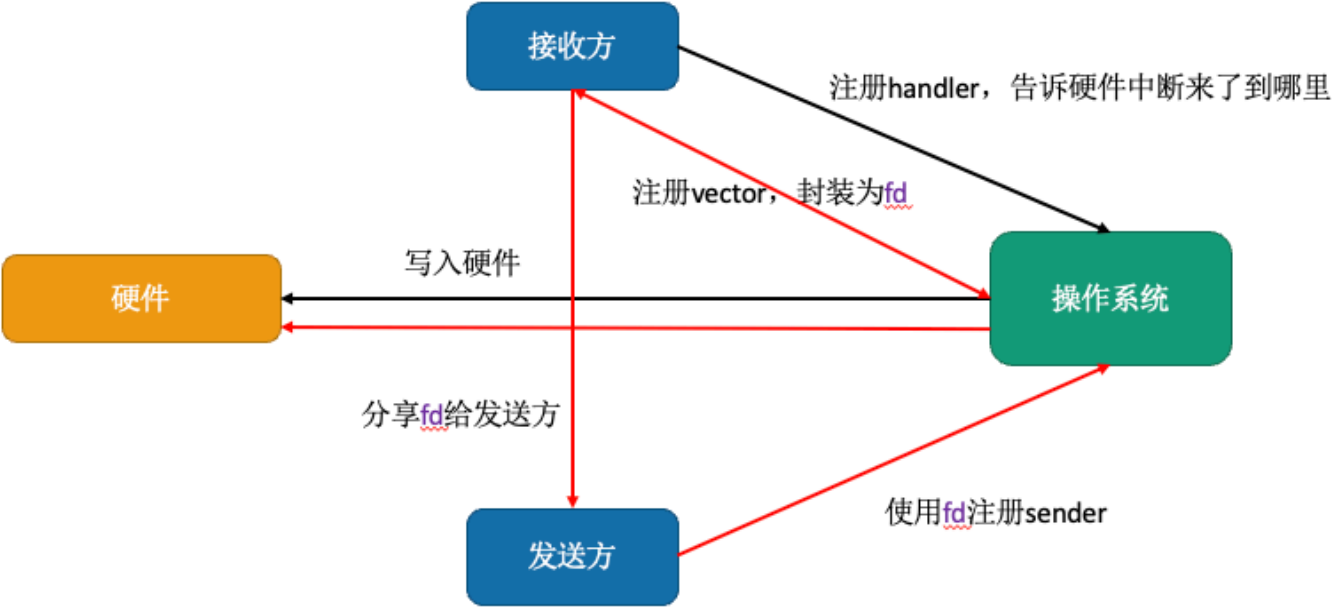 接收方
注册handler，告诉硬件中断来了到哪里
注册vector，封装为fd
写入硬件
硬件
操作系统
分享fd给发送方
使用fd注册sender
发送方